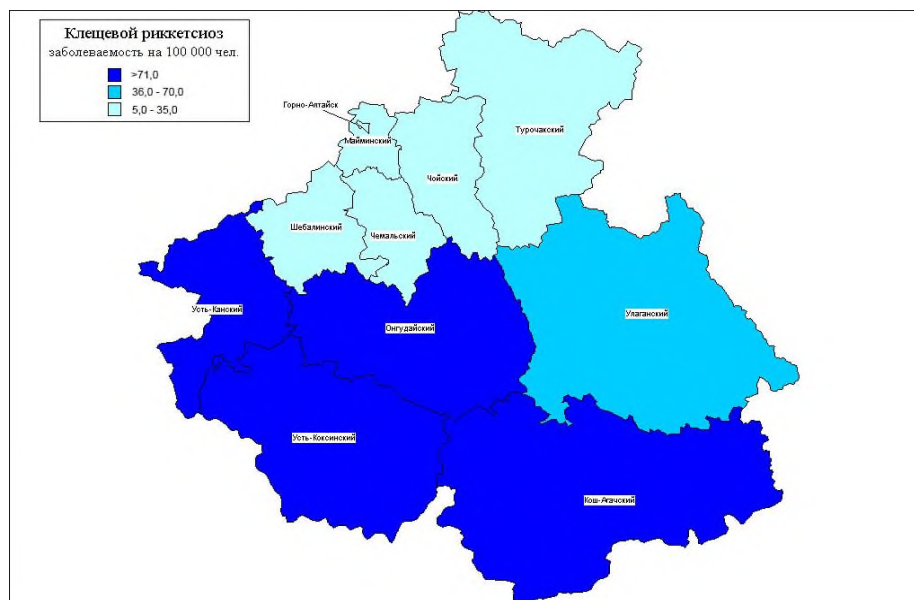 Клещевой риккетсиоз
заболеваемость на 100 000 чел.
>71,0
36,0 - 70,0
5,0 - 35,0
Горно-Алтайск
Майминский
Турочакский
Чойский
Шебалинский
Чемальский
Усть-Канский
Онгудайский
Улаганский
Усть-Коксинский
Кош-Агачский